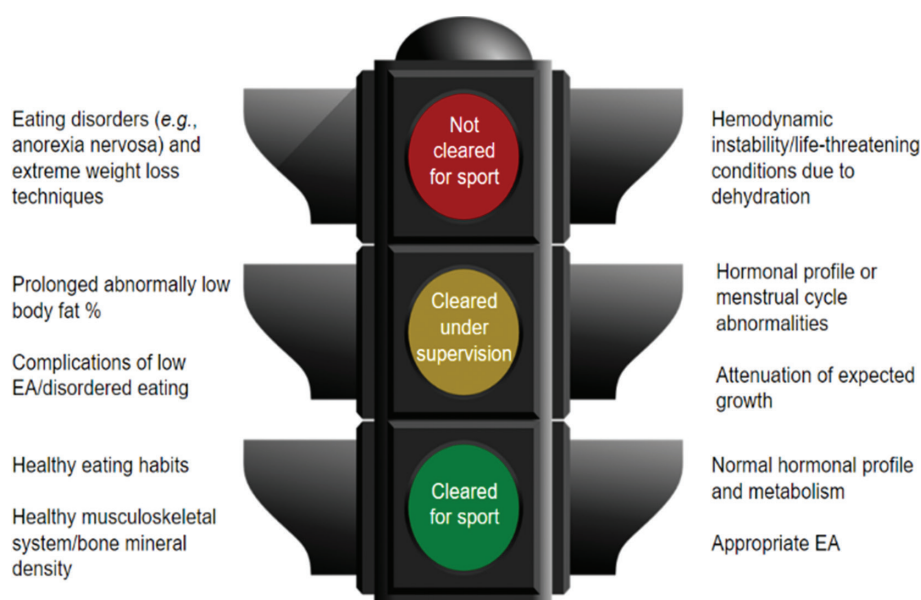 Eating disorders (e.g.,
anorexia nervosa) and
extreme weight loss
techniques
Not
cleared
for sport
Hemodynamic
instability/life-threatening
conditions due to
dehydration
Prolonged abnormally low
body fat %
Complications of low
EA/disordered eating
Cleared
under
supervision
Hormonal profile or
menstrual cycle
abnormalities
Attenuation of expected
growth
Healthy eating habits
Healthy musculoskeletal
system/bone mineral
density
Cleared
for sport
Normal hormonal profile
and metabolism
Appropriate EA